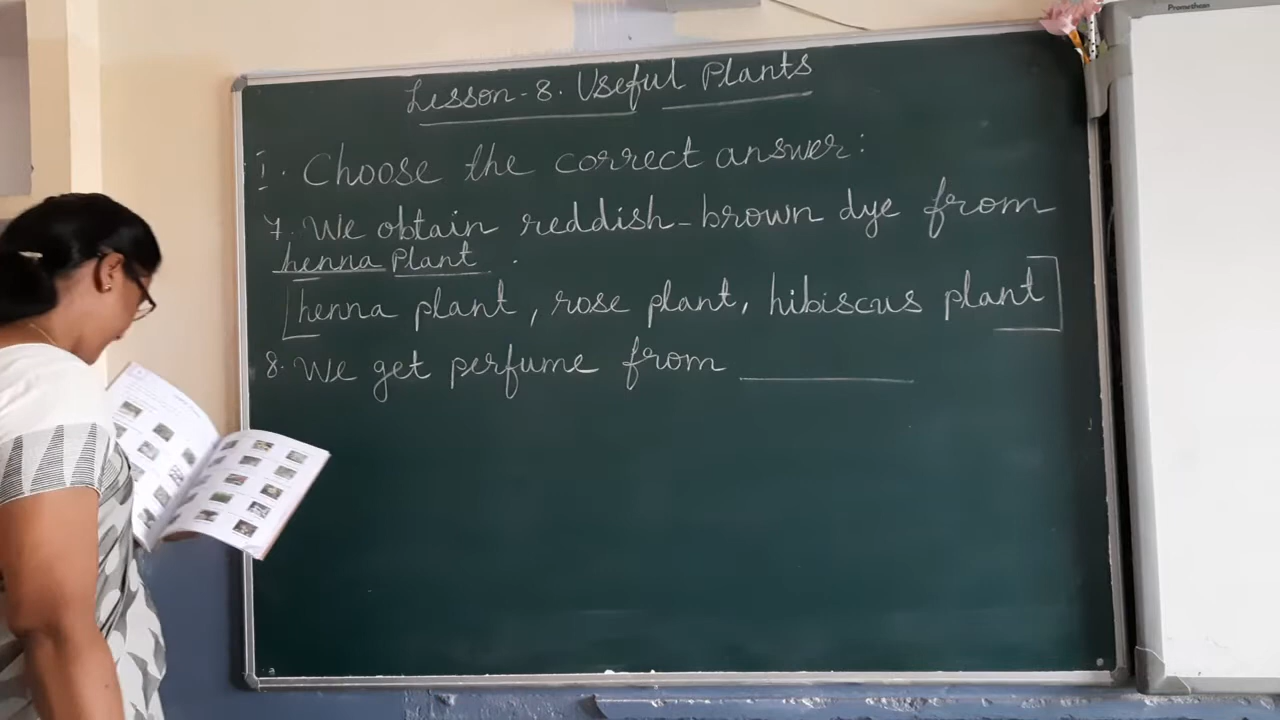 Promethean
Lesson-8. Useful Plants
I. Choose the correct answer:
7. We obtain reddish-brown dye from
henna Plant.
[henna plant, rose plant, hibiscus plant]
8. We get perfume from ________